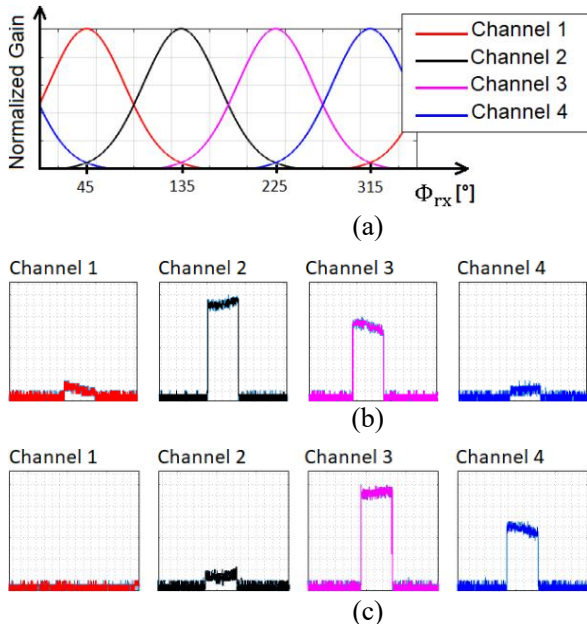 (a)
Normalized Gain
Channel 1
Channel 2
Channel 3
Channel 4
45 135 225 315 Φrx [°]
(a)
Channel 1 Channel 2 Channel 3 Channel 4
(b)
Channel 1 Channel 2 Channel 3 Channel 4
(c)